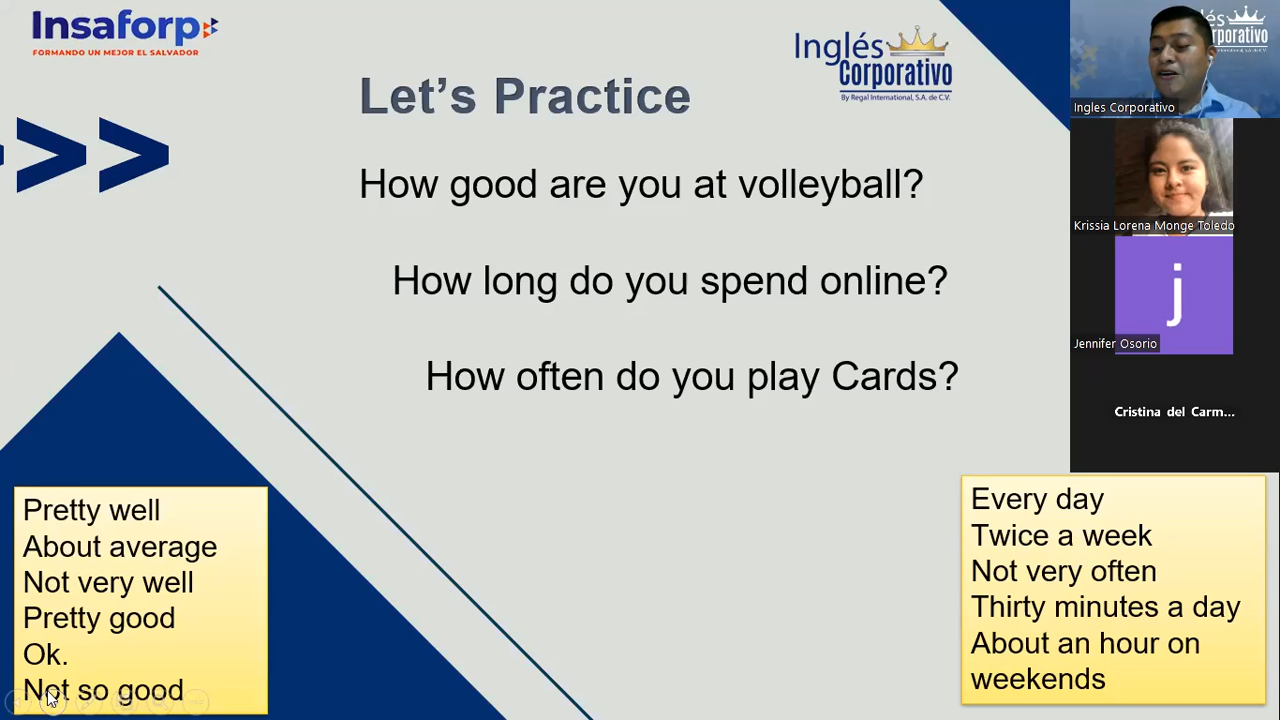 Insaforp
FORMANDO UN MEJOR EL SALVADOR
Inglés
Corporativo
By Regal International, S.A. de C.V.
Let's Practice
>>
How good are you at volleyball?
How long do you spend online?
How often do you play Cards?
Pretty well
About average
Not very well
Pretty good
Ok.
Not so good
Every day
Twice a week
Not very often
Thirty minutes a day
About an hour on
weekends
Ingles Corporativo
Krissia Lorena Monge Toledo
j
Jennifer Osorio
Cristina del Carm...